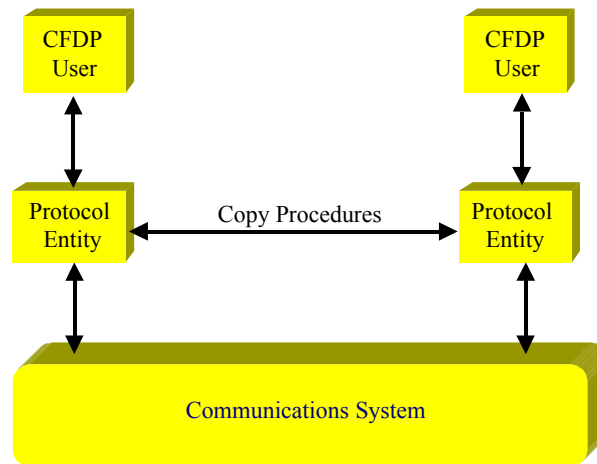 CFDP
User
CFDP
User
Protocol
Entity
Copy Procedures
Protocol
Entity
Communications System